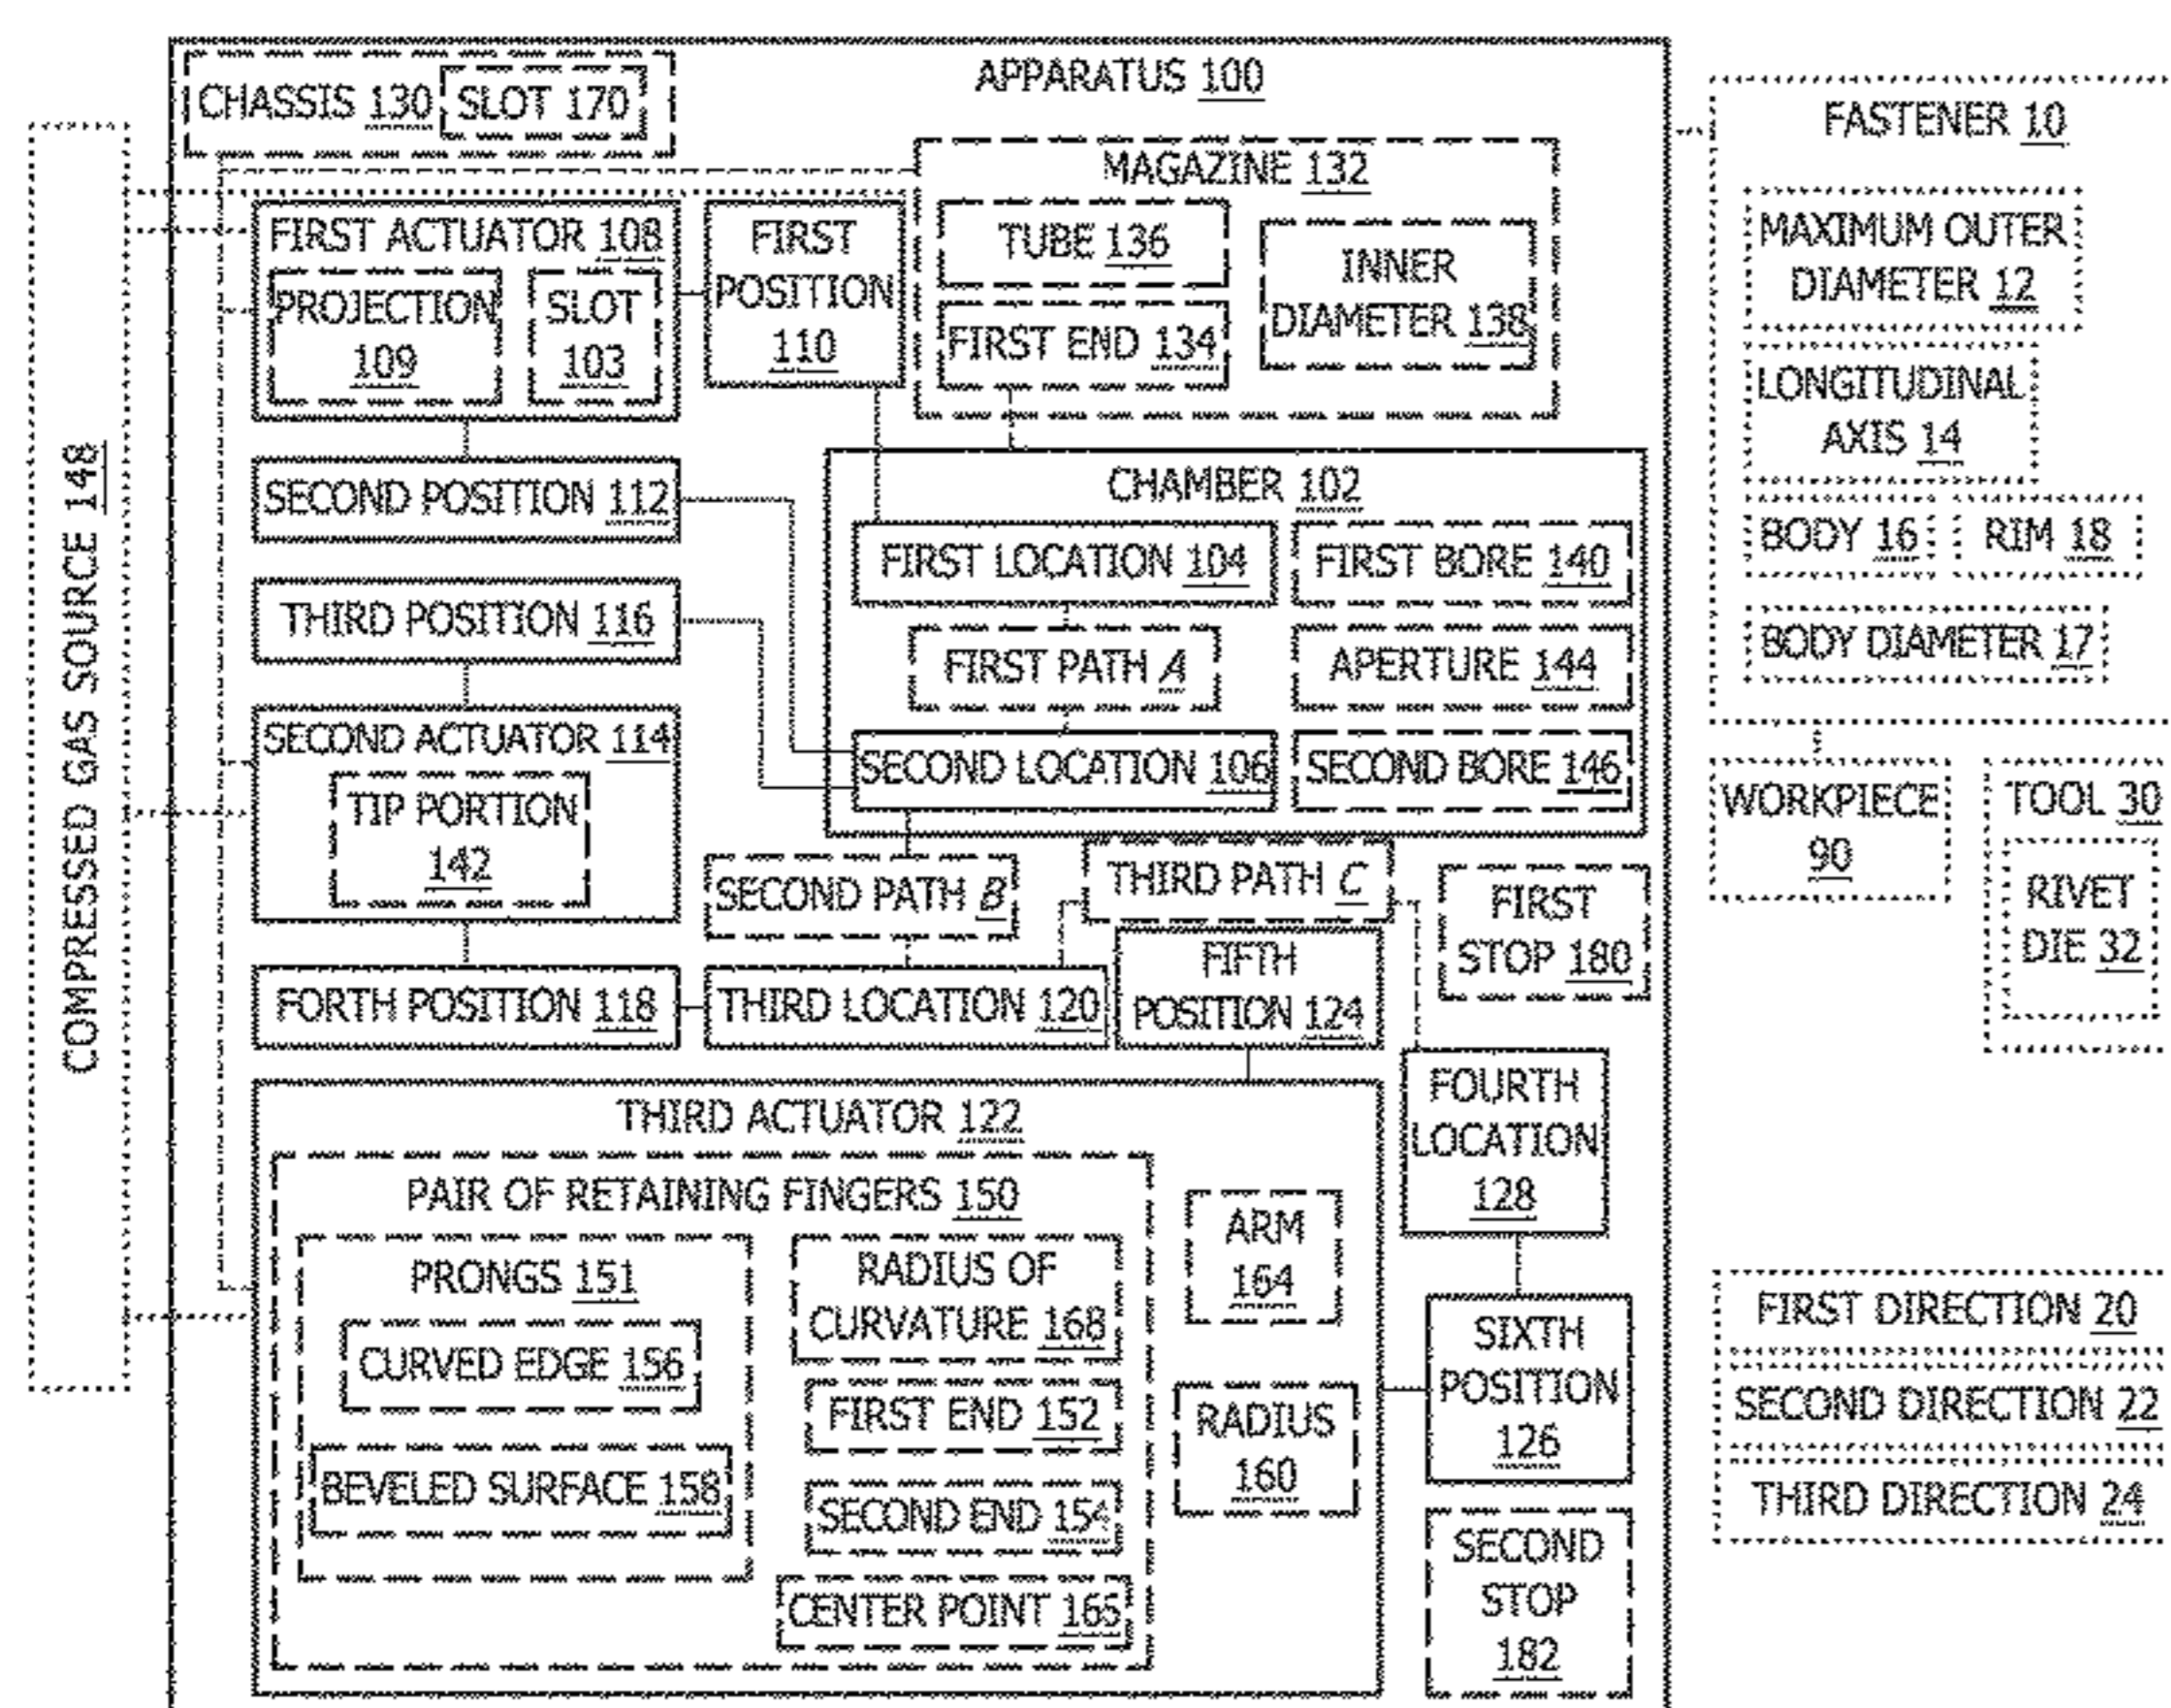 APPARATUS 100
CHASSIS 130
SLOT 170
COMPRESSED GAS SOURCE 148
MAGAZINE 132
TUBE 136
FIRST END 134
INNER
DIAMETER 138
FIRST ACTUATOR 108
PROJECTION
109
SLOT
103
FIRST
POSITION
110
SECOND POSITION 112
THIRD POSITION 116
SECOND ACTUATOR 114
TIP PORTION
142
FORTH POSITION 118
CHAMBER 102
FIRST LOCATION 104
FIRST BORE 140
FIRST PATH A
APERTURE 144
SECOND LOCATION 106
SECOND BORE 146
SECOND PATH B
THIRD PATH C
FIRST
STOP 180
THIRD LOCATION 120
FIFTH
POSITION 124
FOURTH
LOCATION
128
THIRD ACTUATOR 122
PAIR OF RETAINING FINGERS 150
PRONGS 151
CURVED EDGE 156
BEVELED SURFACE 158
RADIUS OF
CURVATURE 168
FIRST END 152
SECOND END 154
CENTER POINT 165
ARM
164
RADIUS
160
SIXTH
POSITION
126
SECOND
STOP
182
FASTENER 10
MAXIMUM OUTER
DIAMETER 12
LONGITUDINAL
AXIS 14
BODY 16
RIM 18
BODY DIAMETER 17
WORKPIECE
90
TOOL 30
RIVET
DIE 32
FIRST DIRECTION 20
SECOND DIRECTION 22
THIRD DIRECTION 24